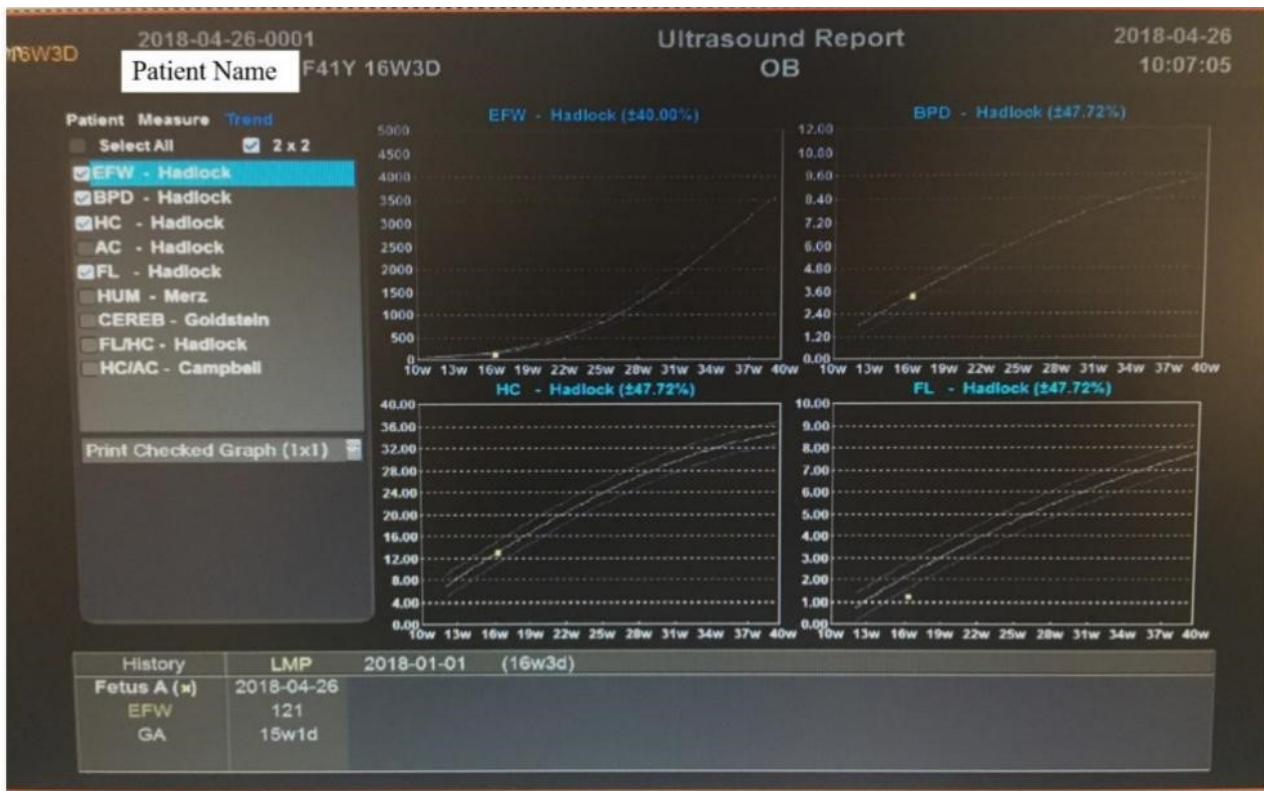 2018-04-26-0001 Ultrasound Report 2018-04-26
16W3D Patient Name F41Y 16W3D OB 10:07:05
Patient Measure Trend
Select All 2 x 2
EFW - Hadlock
BPD - Hadlock
HC - Hadlock
AC - Hadlock
FL - Hadlock
HUM - Merz
CEREB - Goldstein
FL/HC - Hadlock
HC/AC - Campbell
Print Checked Graph (1x1)
EFW - Hadlock (±40.00%)
5000
4500
4000
3500
3000
2500
2000
1500
1000
500
0
10w 13w 16w 19w 22w 25w 28w 31w 34w 37w 40w
BPD - Hadlock (±47.72%)
12.00
10.80
9.60
8.40
7.20
6.00
4.80
3.60
2.40
1.20
0.00
10w 13w 16w 19w 22w 25w 28w 31w 34w 37w 40w
HC - Hadlock (±47.72%)
40.00
36.00
32.00
28.00
24.00
20.00
16.00
12.00
8.00
4.00
0.00
10w 13w 16w 19w 22w 25w 28w 31w 34w 37w 40w
FL - Hadlock (±47.72%)
10.00
9.00
8.00
7.00
6.00
5.00
4.00
3.00
2.00
1.00
0.00
10w 13w 16w 19w 22w 25w 28w 31w 34w 37w 40w
History LMP 2018-01-01 (16w3d)
Fetus A (×) 2018-04-26
EFW 121
GA 15w1d